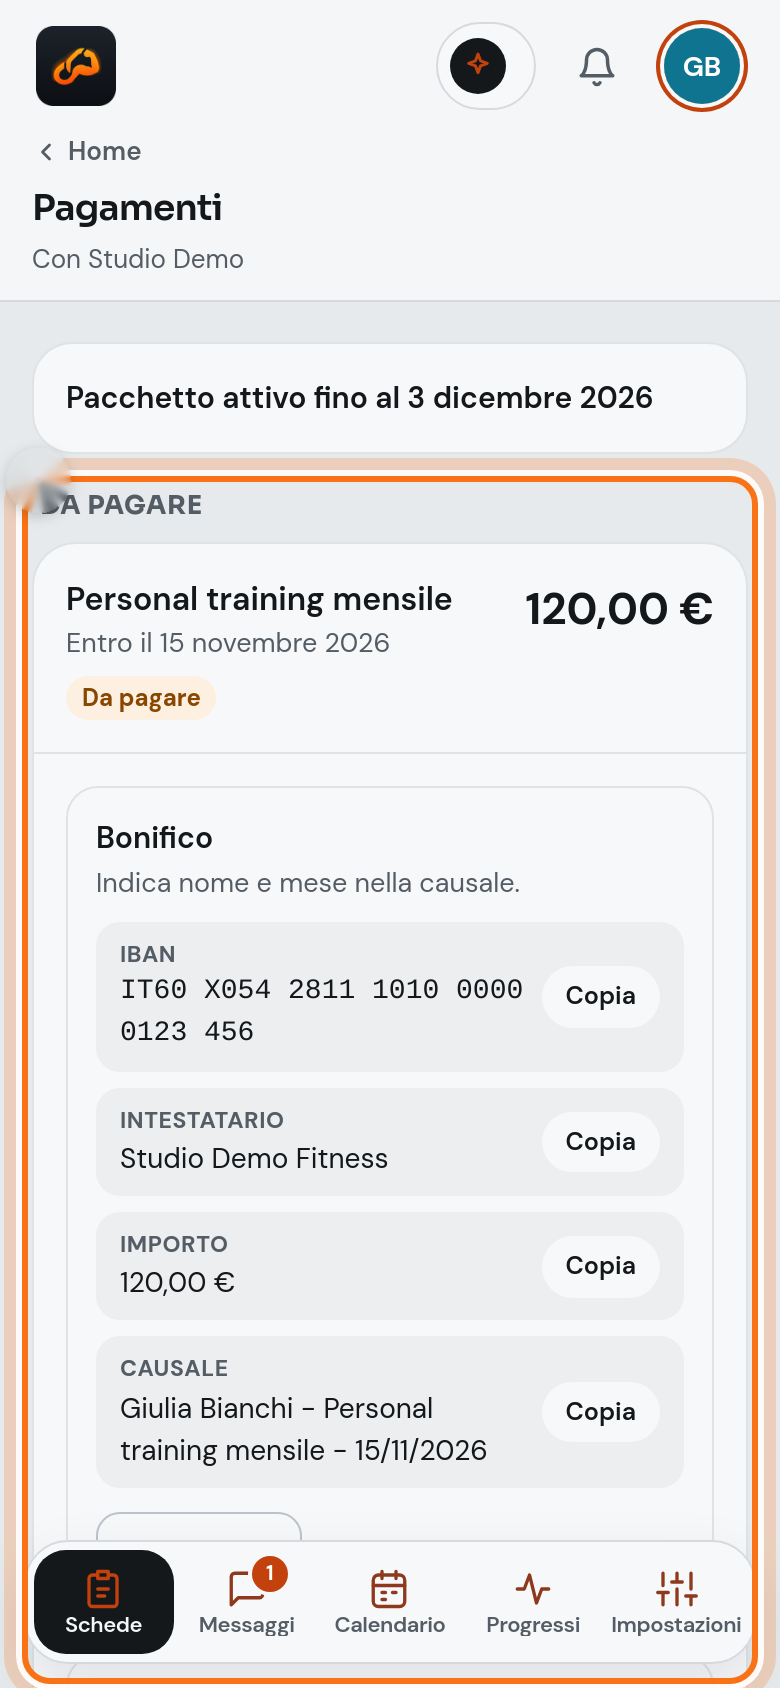 GB
Home
Pagamenti
Con Studio Demo
Pacchetto attivo fino al 3 dicembre 2026
DA PAGARE
Personal training mensile
120,00 €
Entro il 15 novembre 2026
Da pagare
Bonifico
Indica nome e mese nella causale.
IBAN
IT60 X054 2811 1010 0000
0123 456
Copia
INTESTATARIO
Studio Demo Fitness
Copia
IMPORTO
120,00 €
Copia
CAUSALE
Giulia Bianchi - Personal
training mensile - 15/11/2026
Copia
1
Schede
Messaggi
Calendario
Progressi
Impostazioni